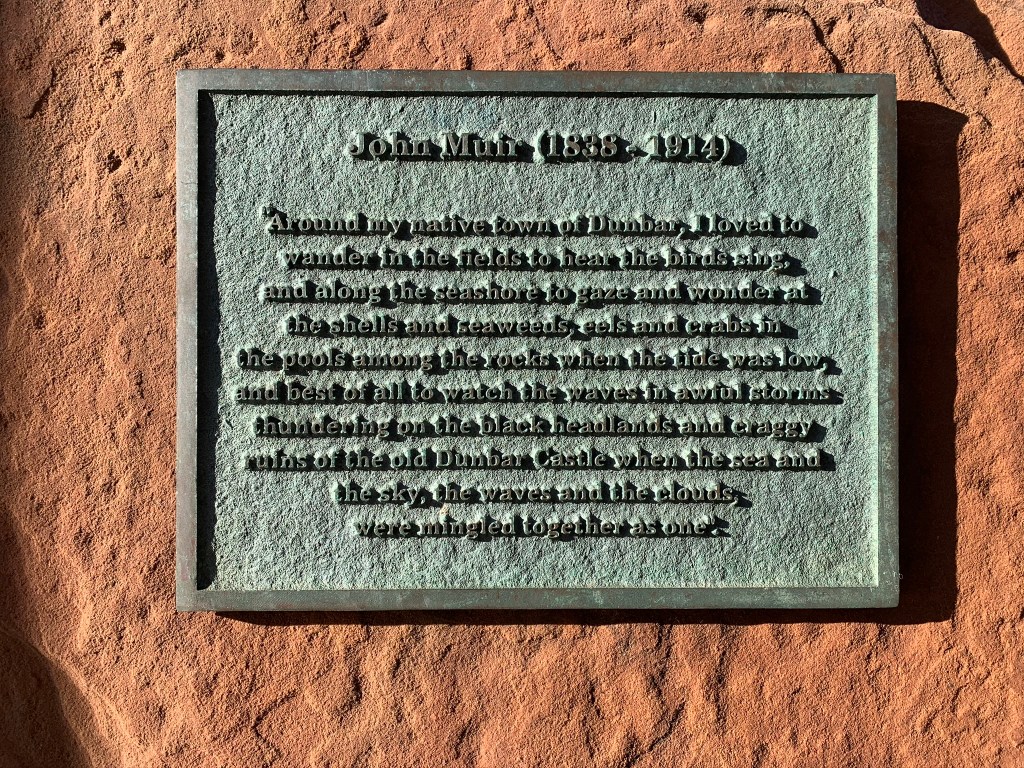 John Muir (1838 - 1914)
"Around my native town of Dunbar, I loved to
wander in the fields to hear the birds sing,
and along the seashore to gaze and wonder at
the shells and seaweeds, eels and crabs in
the pools among the rocks when the tide was low,
and best of all to watch the waves in awful storms
thundering on the black headlands and craggy
ruins of the old Dunbar Castle when the sea and
the sky, the waves and the clouds,
were mingled together as one".